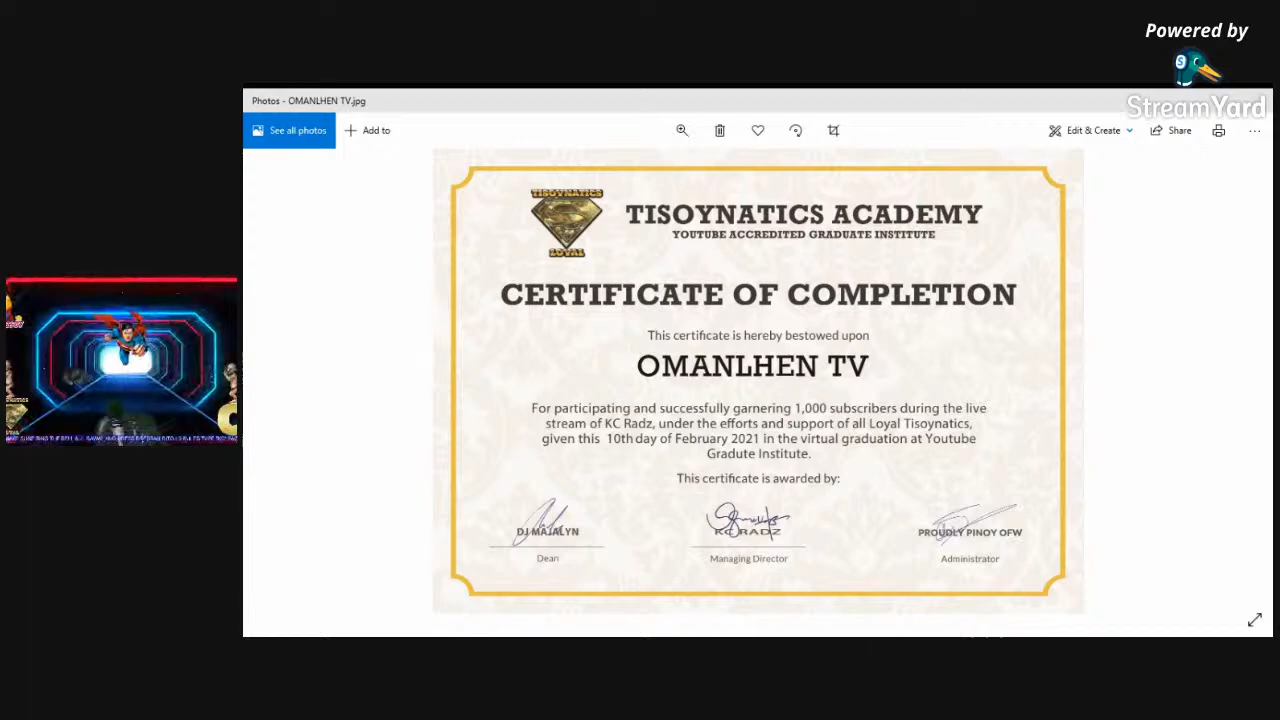 Powered by
StreamYard
Photos - OMANLHEN TV.jpg
See all photos
Add to
Edit & Create
Share
TISOYNATICS
LOYAL
TISOYNATICS ACADEMY
YOUTUBE ACCREDITED GRADUATE INSTITUTE
CERTIFICATE OF COMPLETION
This certificate is hereby bestowed upon
OMANLHEN TV
For participating and successfully garnering 1,000 subscribers during the live
stream of KC Radz, under the efforts and support of all Loyal Tisoynatics,
given this 10th day of February 2021 in the virtual graduation at Youtube
Gradute Institute.
This certificate is awarded by:
DJ MAJALYN
KC RADZ
PROUDLY PINOY OFW
Dean
Managing Director
Administrator